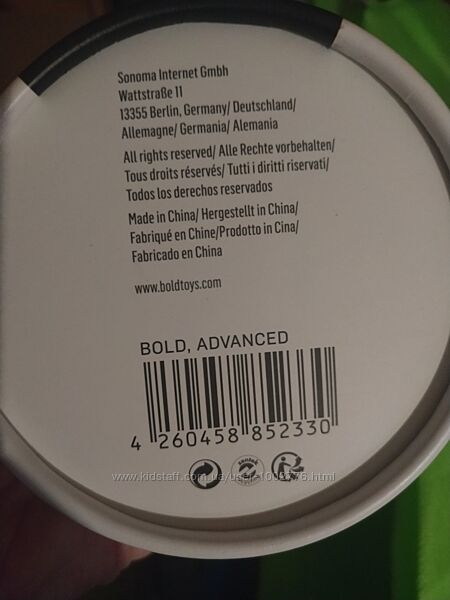 Sonoma Internet Gmbh
Wattstraße 11
13355 Berlin, Germany/ Deutschland/
Allemagne/ Germania/ Alemania
All rights reserved/ Alle Rechte vorbehalten/
Tous droits réservés/ Tutti i diritti riservati/
Todos los derechos reservados
Made in China/ Hergestellt in China/
Fabriqué en Chine/Prodotto in Cina/
Fabricado en China
www.boldtoys.com
BOLD, ADVANCED
4 260458 852330